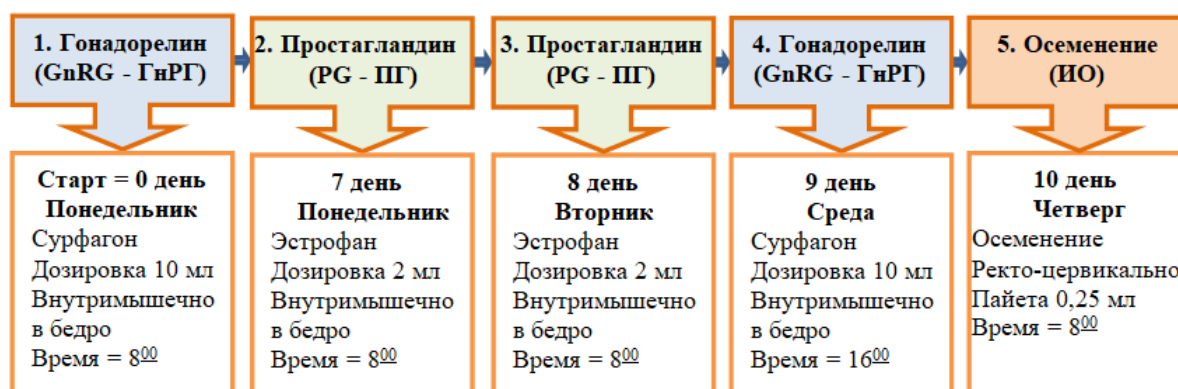 1. Гонадорелин
(GnRG - ГнРГ)
2. Простагландин
(PG - ПГ)
3. Простагландин
(PG - ПГ)
4. Гонадорелин
(GnRG - ГнРГ)
5. Осеменение
(ИО)
Старт = 0 день
Понедельник
Сурфагон
Дозировка 10 мл
Внутримышечно
в бедро
Время = 800
7 день
Понедельник
Эстрофан
Дозировка 2 мл
Внутримышечно
в бедро
Время = 800
8 день
Вторник
Эстрофан
Дозировка 2 мл
Внутримышечно
в бедро
Время = 800
9 день
Среда
Сурфагон
Дозировка 10 мл
Внутримышечно
в бедро
Время = 1600
10 день
Четверг
Осеменение
Ректо-цервикально
Пайета 0,25 мл
Время = 800